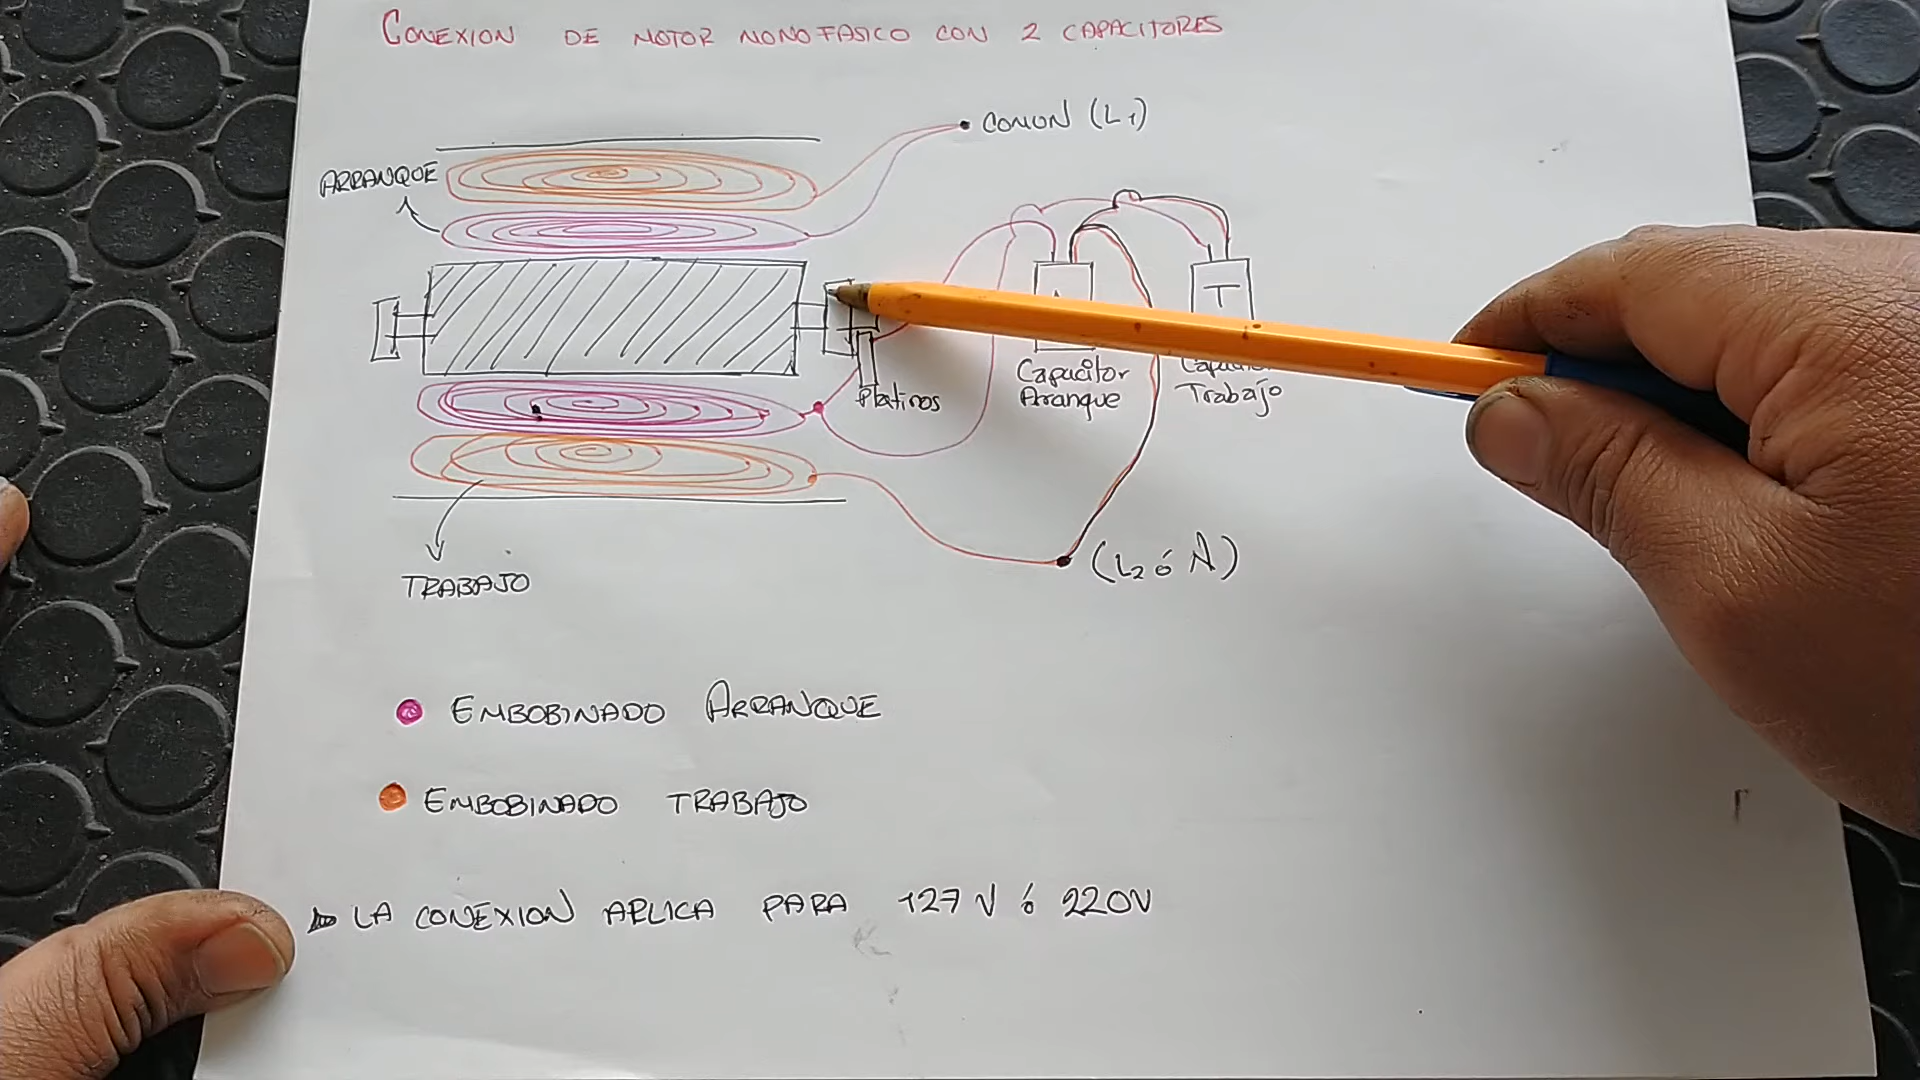 CONEXION DE MOTOR MONOFASICO CON 2 CAPACITORES
COMUN (L1)
ARRANQUE
T
Capacitor
Arranque
Trabajo
Platinos
(L2 ó N)
TRABAJO
EMBOBINADO ARRANQUE
EMBOBINADO TRABAJO
LA CONEXION APLICA PARA 127 V ó 220V